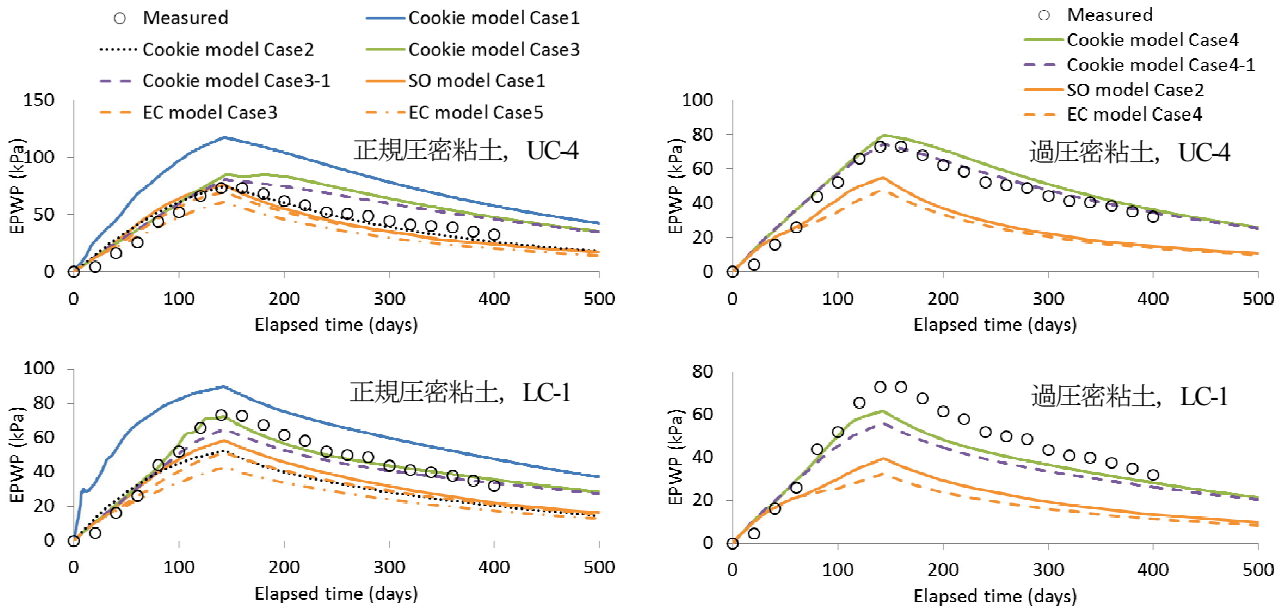 Measured
Cookie model Case1
Cookie model Case2
Cookie model Case3
Cookie model Case3-1
SO model Case1
EC model Case3
EC model Case5
正規圧密粘土, UC-4
EPWP (kPa)
150
100
50
0
0 100 200 300 400 500
Elapsed time (days)
Measured
Cookie model Case4
Cookie model Case4-1
SO model Case2
EC model Case4
過圧密粘土, UC-4
EPWP (kPa)
100
80
60
40
20
0
0 100 200 300 400 500
Elapsed time (days)
正規圧密粘土, LC-1
EPWP (kPa)
100
80
60
40
20
0
0 100 200 300 400 500
Elapsed time (days)
過圧密粘土, LC-1
EPWP (kPa)
80
60
40
20
0
0 100 200 300 400 500
Elapsed time (days)